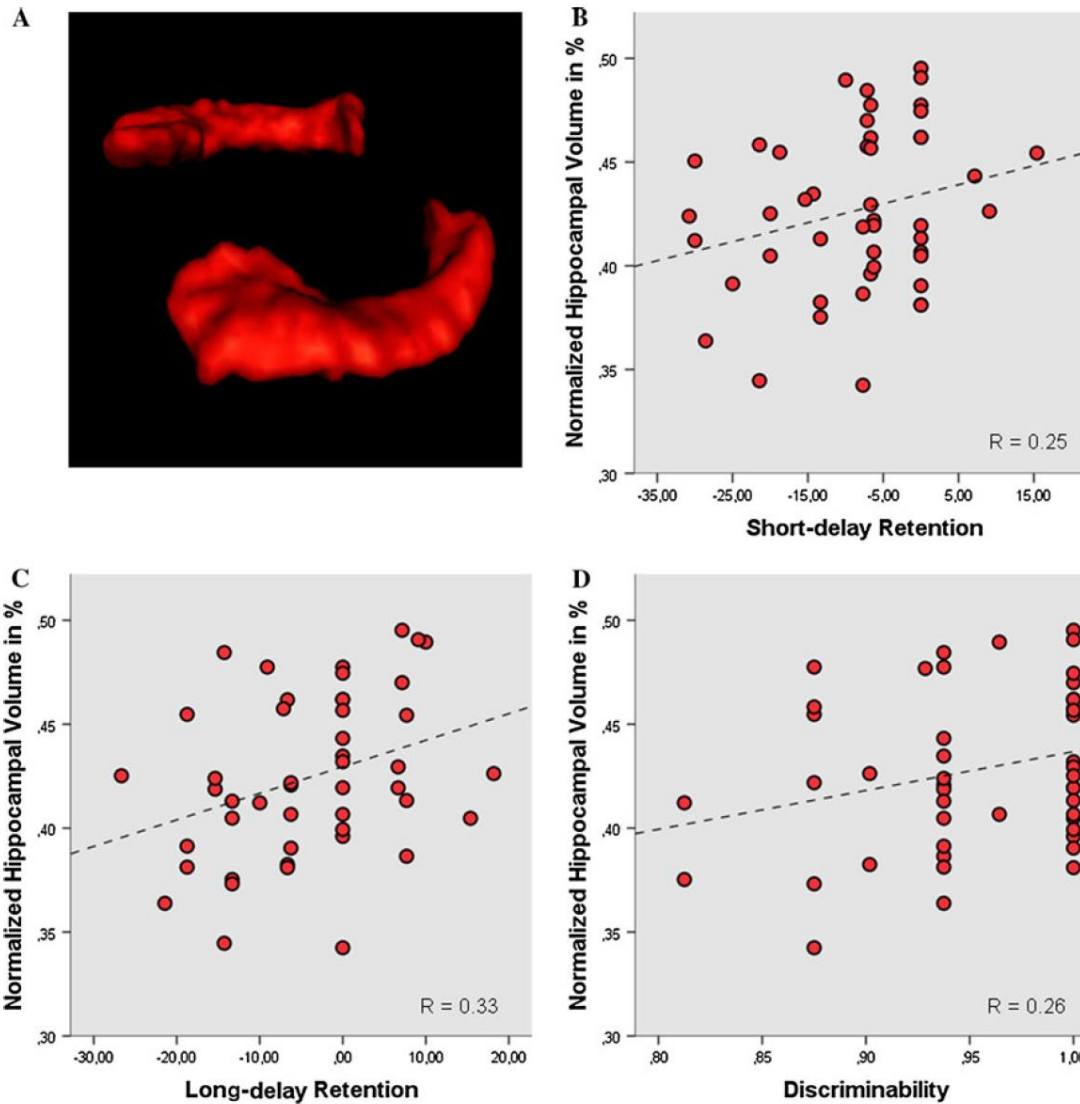 A
B
Normalized Hippocampal Volume in %
,50
,45
,40
,35
,30
R = 0.25
-35,00 -25,00 -15,00 -5,00 5,00 15,00
Short-delay Retention
C
Normalized Hippocampal Volume in %
,50
,45
,40
,35
,30
R = 0.33
-30,00 -20,00 -10,00 ,00 10,00 20,00
Long-delay Retention
D
Normalized Hippocampal Volume in %
,50
,45
,40
,35
,30
R = 0.26
,80 ,85 ,90 ,95 1,00
Discriminability